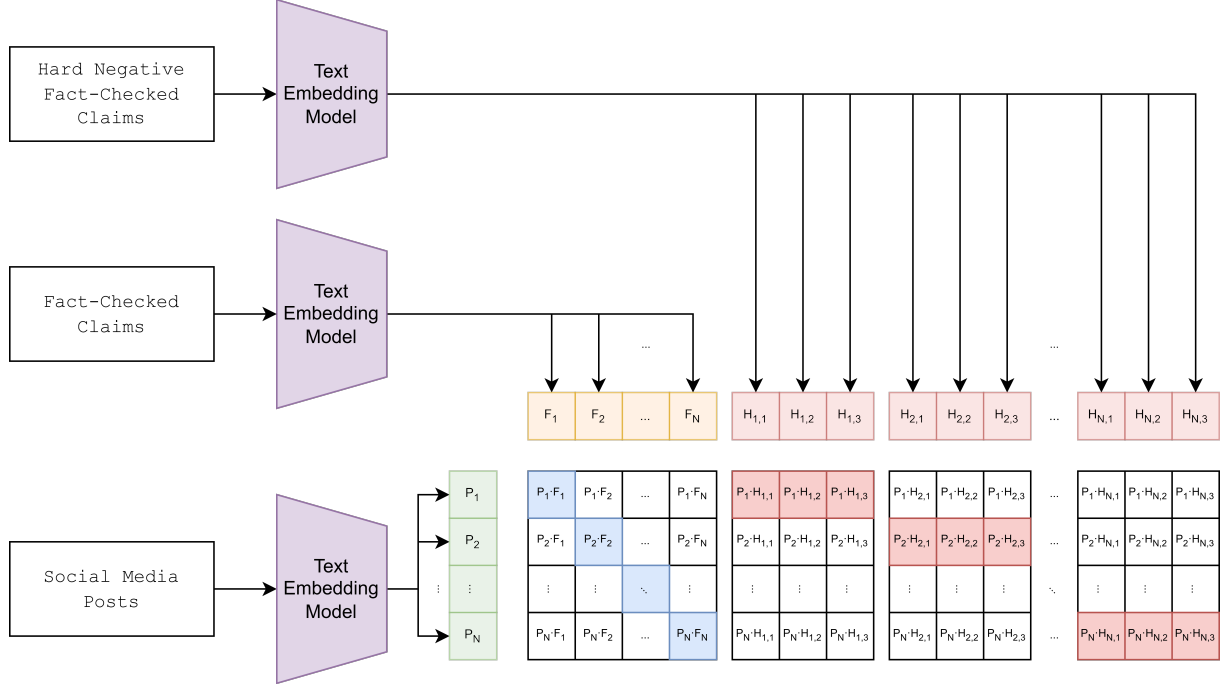 Hard Negative
Fact-Checked
Claims
Text
Embedding
Model
Fact-Checked
Claims
Text
Embedding
Model
... ...
F1 F2 ... FN H1,1 H1,2 H1,3 H2,1 H2,2 H2,3 ... HN,1 HN,2 HN,3
Social Media
Posts
Text
Embedding
Model
P1 P1·F1 P1·F2 ... P1·FN P1·H1,1 P1·H1,2 P1·H1,3 P1·H2,1 P1·H2,2 P1·H2,3 ... P1·HN,1 P1·HN,2 P1·HN,3
P2 P2·F1 P2·F2 ... P2·FN P2·H1,1 P2·H1,2 P2·H1,3 P2·H2,1 P2·H2,2 P2·H2,3 ... P2·HN,1 P2·HN,2 P2·HN,3
⋮ ⋮ ⋮ ⋮ ⋱ ⋮ ⋮ ⋮ ⋮ ⋮ ⋮ ⋮ ⋱ ⋮ ⋮ ⋮
PN PN·F1 PN·F2 ... PN·FN PN·H1,1 PN·H1,2 PN·H1,3 PN·H2,1 PN·H2,2 PN·H2,3 ... PN·HN,1 PN·HN,2 PN·HN,3